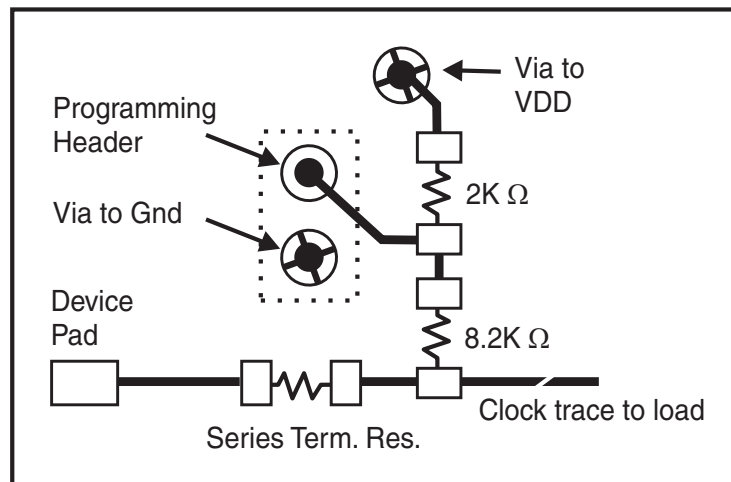 Via to
VDD
Programming
Header
2K Ω
Via to Gnd
Device
Pad
8.2K Ω
Clock trace to load
Series Term. Res.